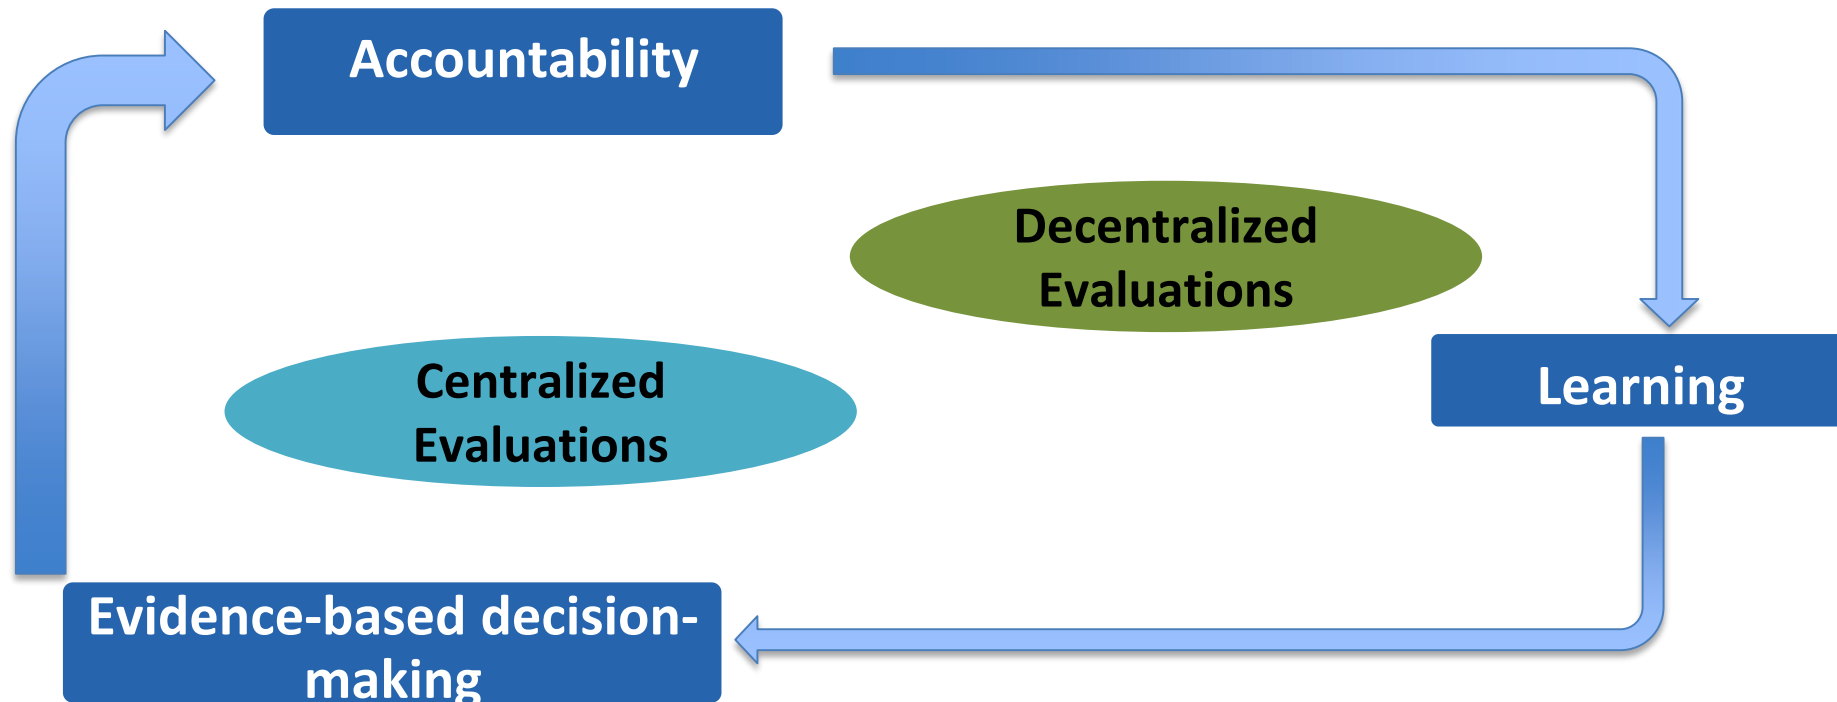 Accountability
Decentralized
Evaluations
Centralized
Evaluations
Learning
Evidence-based decision-
making